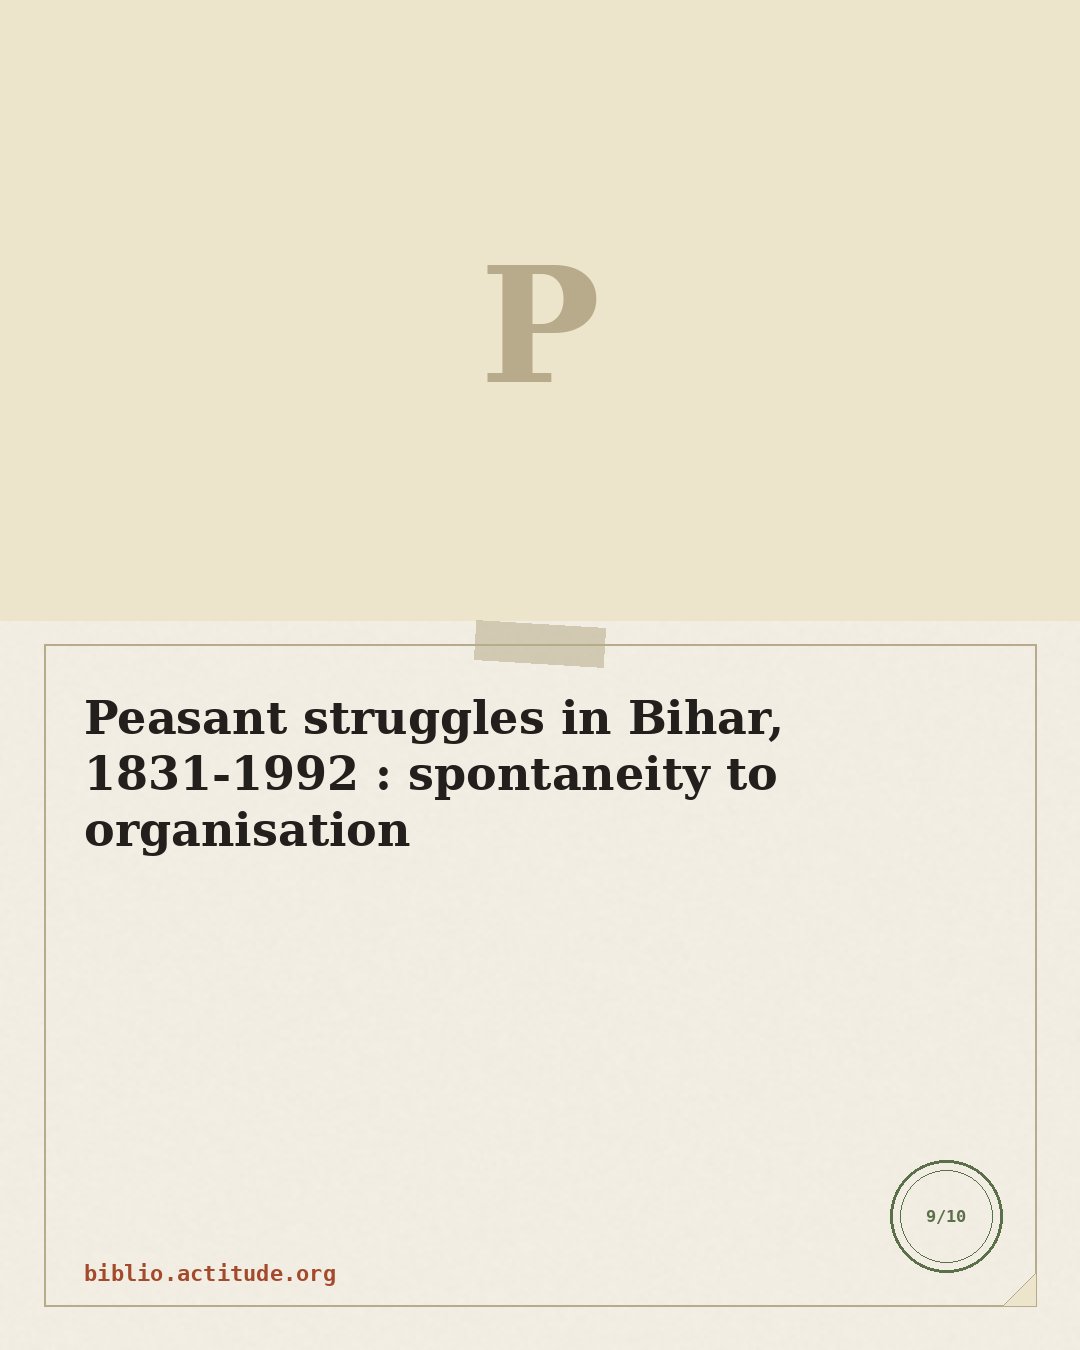 P
Peasant struggles in Bihar,
1831-1992 : spontaneity to
organisation
9/10
biblio.actitude.org